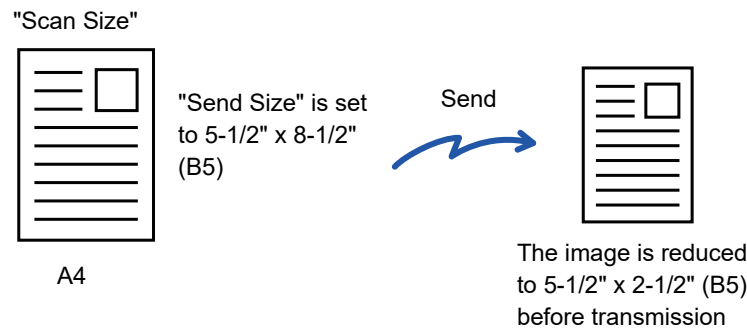 "Scan Size"
"Send Size" is set
to 5-1/2" x 8-1/2"
(B5)
Send
A4
The image is reduced
to 5-1/2" x 2-1/2" (B5)
before transmission